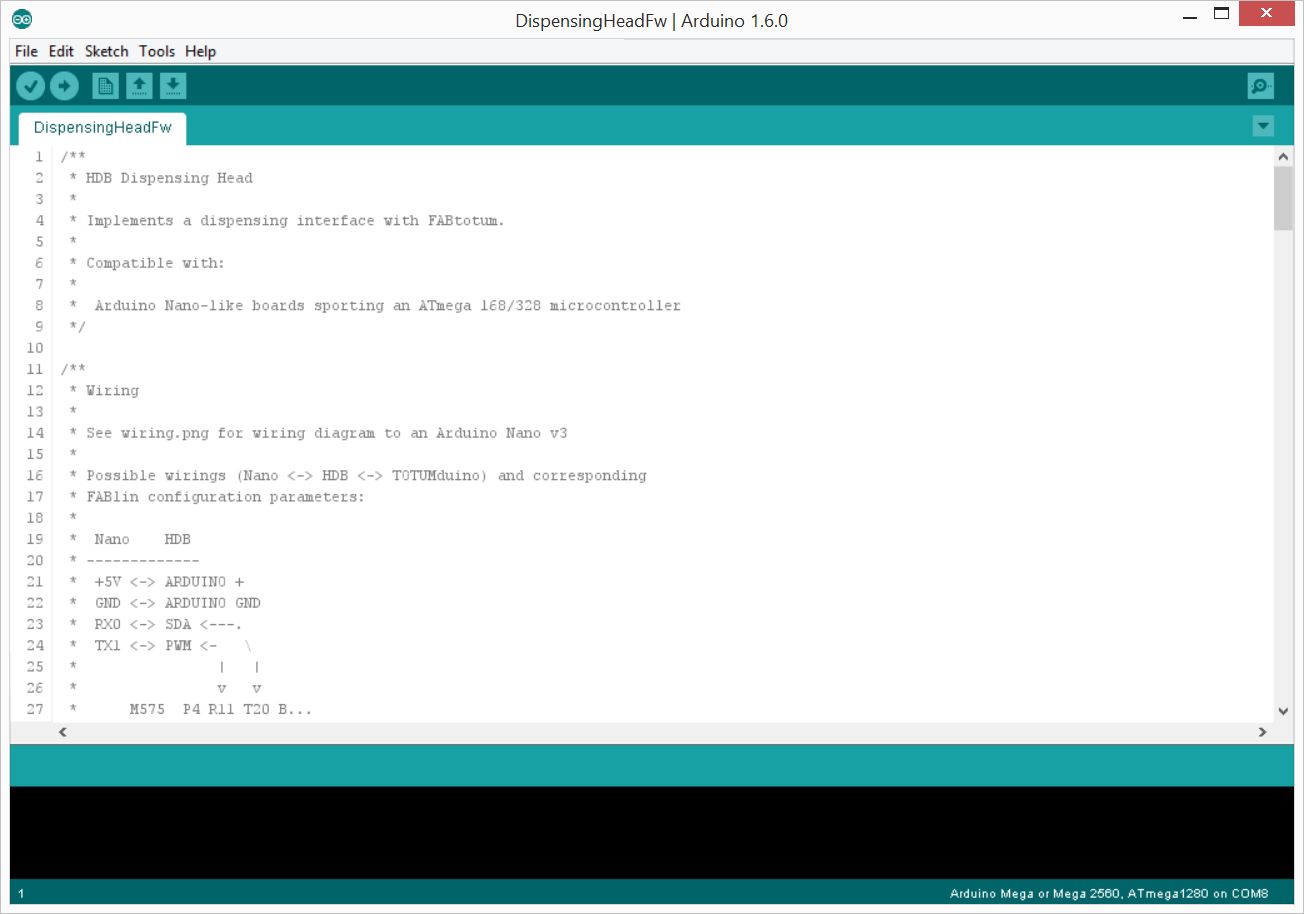 DispensingHeadFw | Arduino 1.6.0
File Edit Sketch Tools Help
DispensingHeadFw
1 /**
2  * HDB Dispensing Head
3  *
4  * Implements a dispensing interface with FABtotum.
5  *
6  * Compatible with:
7  *
8  *  Arduino Nano-like boards sporting an ATmega 168/328 microcontroller
9  */
10
11 /**
12  * Wiring
13  *
14  * See wiring.png for wiring diagram to an Arduino Nano v3
15  *
16  * Possible wirings (Nano <-> HDB <-> TOTUMduino) and corresponding
17  * FABlin configuration parameters:
18  *
19  *  Nano    HDB
20  * -------------
21  *  +5V <-> ARDUINO +
22  *  GND <-> ARDUINO GND
23  *  RX0 <-> SDA <---.
24  *  TX1 <-> PWM <-   \
25  *                |   |
26  *                v   v
27  *      M575  P4 R11 T20 B...
1
Arduino Mega or Mega 2560, ATmega1280 on COM8